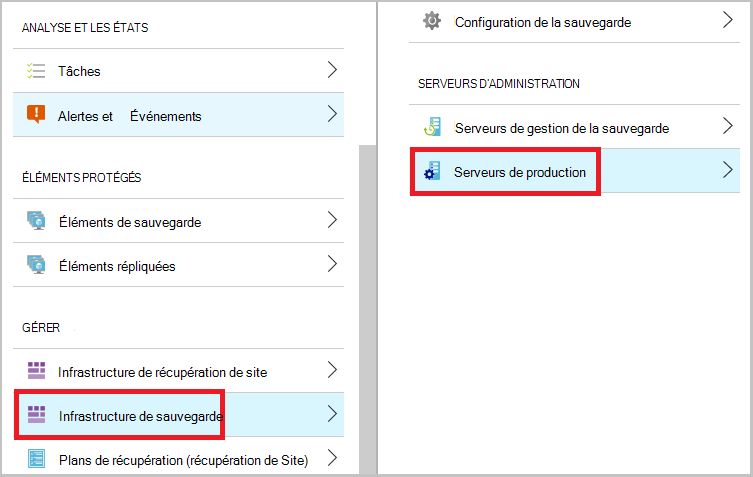 ANALYSE ET LES ÉTATS
Tâches
Alertes et Événements
ÉLÉMENTS PROTÉGÉS
Éléments de sauvegarde
Éléments répliquées
GÉRER
Infrastructure de récupération de site
Infrastructure de sauvegarde
Plans de récupération (récupération de Site)
Configuration de la sauvegarde
SERVEURS D'ADMINISTRATION
Serveurs de gestion de la sauvegarde
Serveurs de production